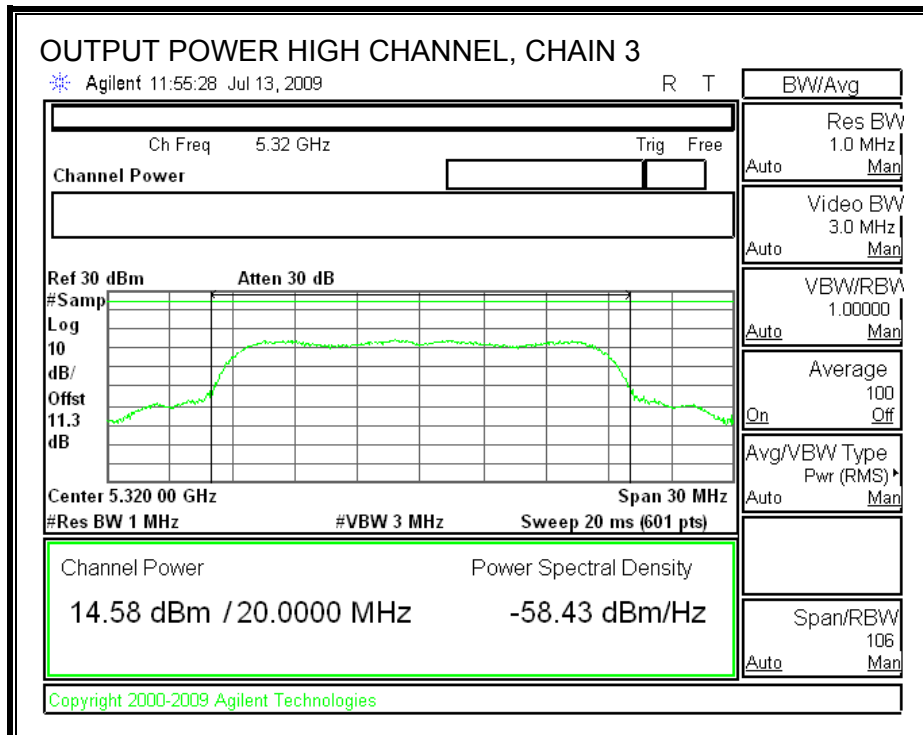 OUTPUT POWER HIGH CHANNEL, CHAIN 3
Agilent 11:55:28 Jul 13, 2009
R T
Ch Freq 5.32 GHz Trig Free
Channel Power
Ref 30 dBm Atten 30 dB
#Samp
Log
10
dB/
Offst
11.3
dB
Center 5.320 00 GHz Span 30 MHz
#Res BW 1 MHz #VBW 3 MHz Sweep 20 ms (601 pts)
Channel Power Power Spectral Density
14.58 dBm / 20.0000 MHz -58.43 dBm/Hz
Copyright 2000-2009 Agilent Technologies
BW/Avg
Res BW
1.0 MHz
Auto Man
Video BW
3.0 MHz
Auto Man
VBW/RBW
1.00000
Auto Man
Average
100
On Off
Avg/VBW Type
Pwr (RMS)
Auto Man
Span/RBW
106
Auto Man